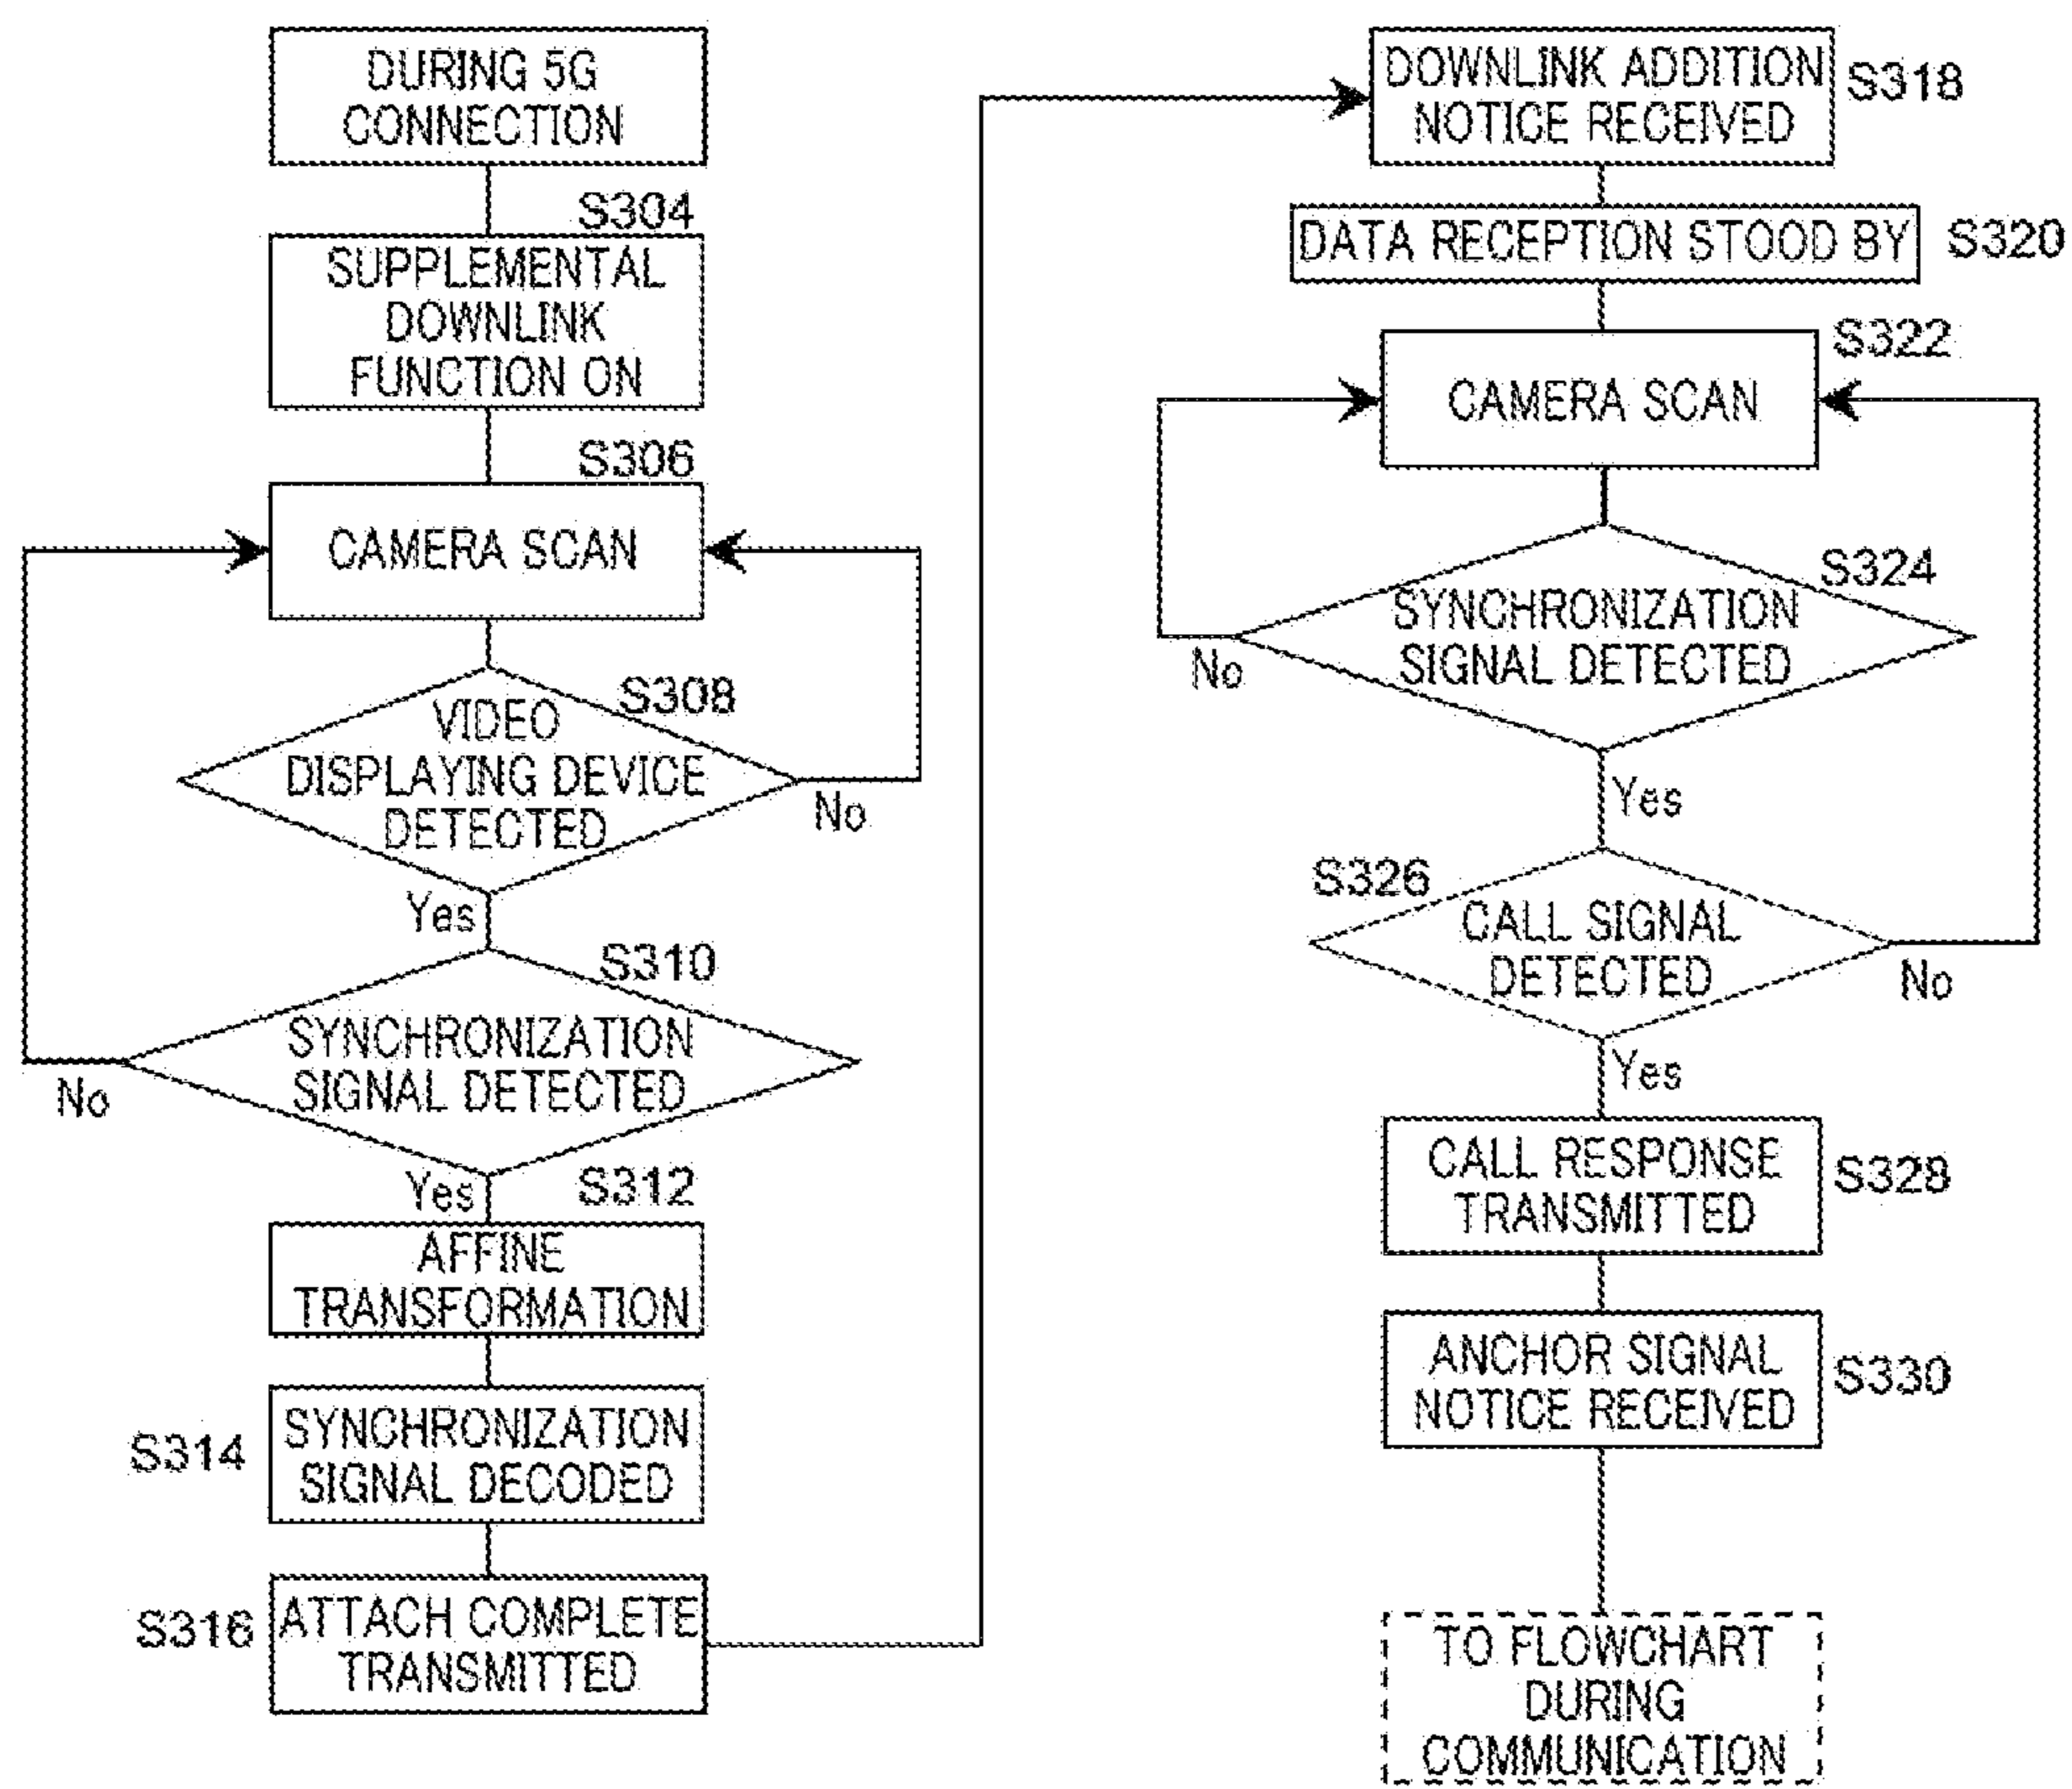 DURING 5G
CONNECTION
S304
SUPPLEMENTAL
DOWNLINK
FUNCTION ON
S306
CAMERA SCAN
S308
VIDEO
DISPLAYING DEVICE
DETECTED
No
Yes
S310
SYNCHRONIZATION
SIGNAL DETECTED
No
Yes
S312
AFFINE
TRANSFORMATION
S314
SYNCHRONIZATION
SIGNAL DECODED
S316
ATTACH COMPLETE
TRANSMITTED
DOWNLINK ADDITION
NOTICE RECEIVED
S318
DATA RECEPTION STOOD BY
S320
S322
CAMERA SCAN
S324
SYNCHRONIZATION
SIGNAL DETECTED
No
Yes
S326
CALL SIGNAL
DETECTED
No
Yes
CALL RESPONSE
TRANSMITTED
S328
ANCHOR SIGNAL
NOTICE RECEIVED
S330
TO FLOWCHART
DURING
COMMUNICATION